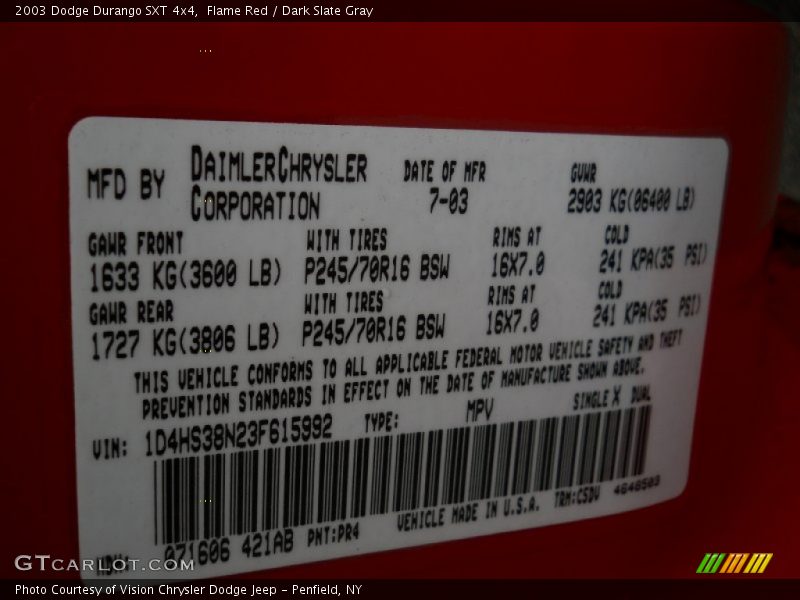 2003 Dodge Durango SXT 4x4,  Flame Red / Dark Slate Gray
MFD BY DAIMLERCHRYSLER CORPORATION DATE OF MFR 7-03 GVWR 2903 KG(06400 LB)
GAWR FRONT WITH TIRES RIMS AT COLD
1633 KG(3600 LB) P245/70R16 BSW 16X7.0 241 KPA(35 PSI)
GAWR REAR WITH TIRES RIMS AT COLD
1727 KG(3806 LB) P245/70R16 BSW 16X7.0 241 KPA(35 PSI)
THIS VEHICLE CONFORMS TO ALL APPLICABLE FEDERAL MOTOR VEHICLE SAFETY AND THEFT
PREVENTION STANDARDS IN EFFECT ON THE DATE OF MANUFACTURE SHOWN ABOVE.
VIN: 1D4HS38N23F615992 TYPE: MPV SINGLE X DUAL
MDH: 071606 421AB PNT:PR4 VEHICLE MADE IN U.S.A. TRM:CSDV 4648503
GTcarlot.com
Photo Courtesy of Vision Chrysler Dodge Jeep - Penfield, NY